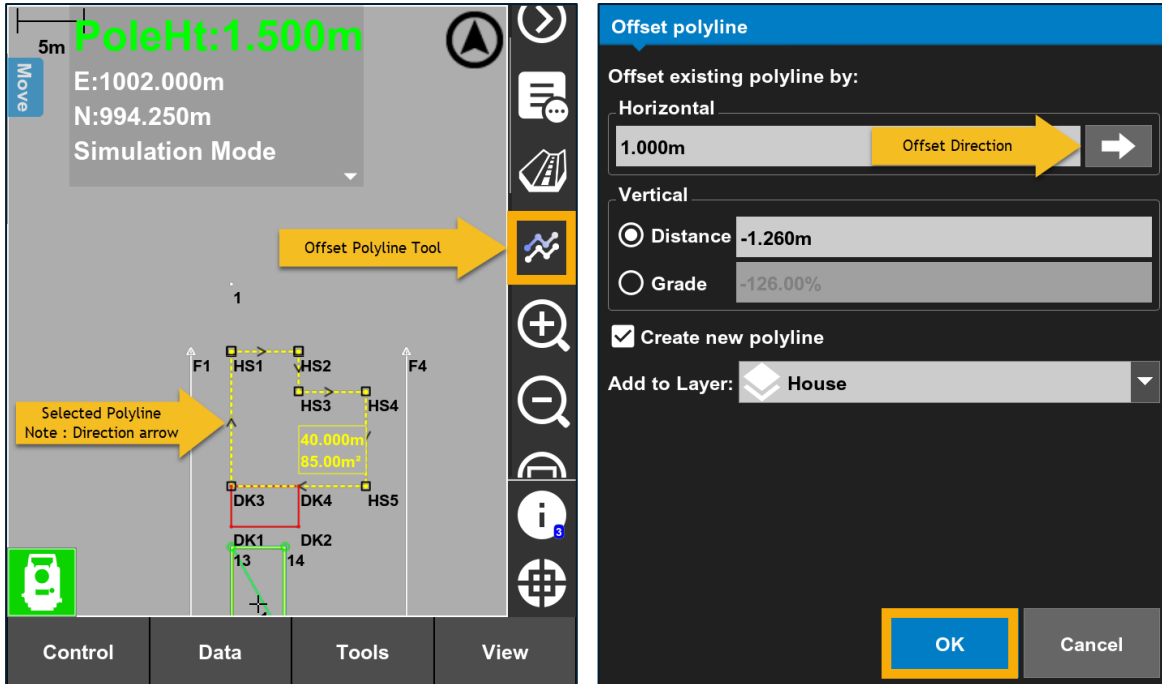 5m
PoleHt:1.500m
Move
E:1002.000m
N:994.250m
Simulation Mode
Offset Polyline Tool
1
F1
HS1
HS2
F4
HS3
HS4
Selected Polyline
Note : Direction arrow
40.000m
85.00m²
DK3
DK4
HS5
i
3
DK1
DK2
13
14
Control
Data
Tools
View
Offset polyline
Offset existing polyline by:
Horizontal
1.000m
Offset Direction
Vertical
Distance
-1.260m
Grade
-126.00%
Create new polyline
Add to Layer:
House
OK
Cancel